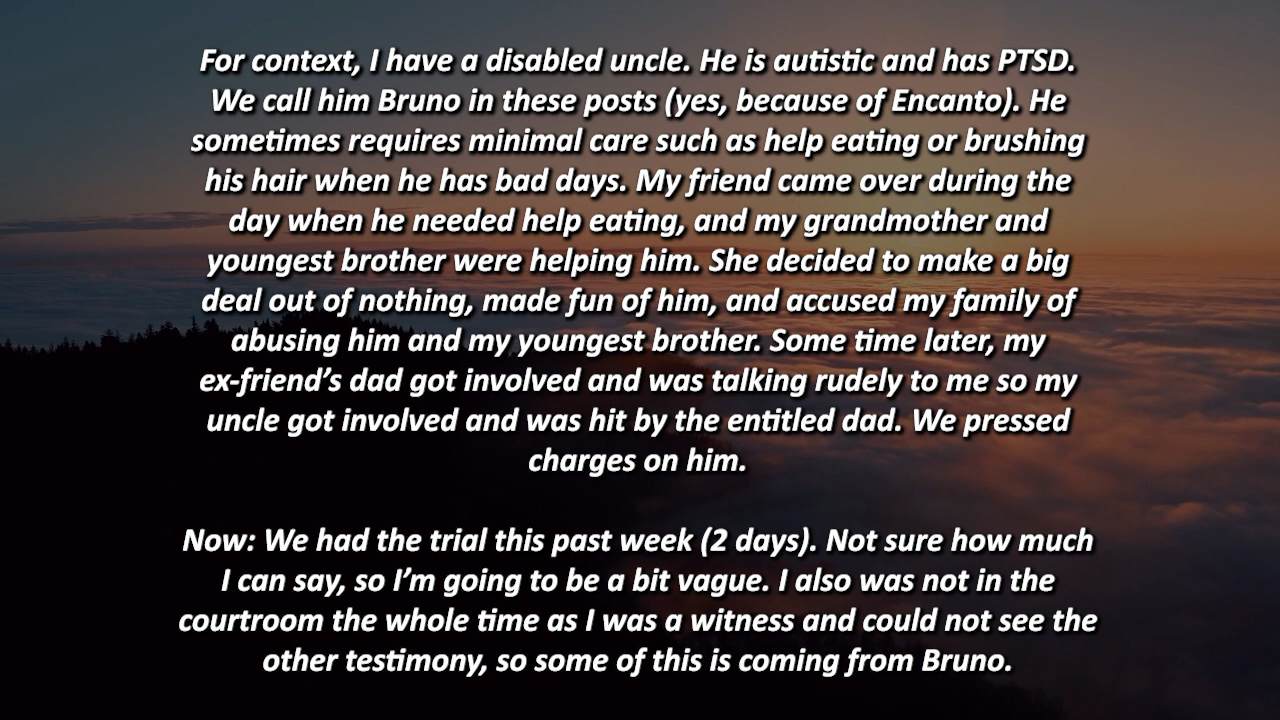 For context, I have a disabled uncle. He is autistic and has PTSD.
We call him Bruno in these posts (yes, because of Encanto). He
sometimes requires minimal care such as help eating or brushing
his hair when he has bad days. My friend came over during the
day when he needed help eating, and my grandmother and
youngest brother were helping him. She decided to make a big
deal out of nothing, made fun of him, and accused my family of
abusing him and my youngest brother. Some time later, my
ex-friend’s dad got involved and was talking rudely to me so my
uncle got involved and was hit by the entitled dad. We pressed
charges on him.

Now: We had the trial this past week (2 days). Not sure how much
I can say, so I’m going to be a bit vague. I also was not in the
courtroom the whole time as I was a witness and could not see the
other testimony, so some of this is coming from Bruno.